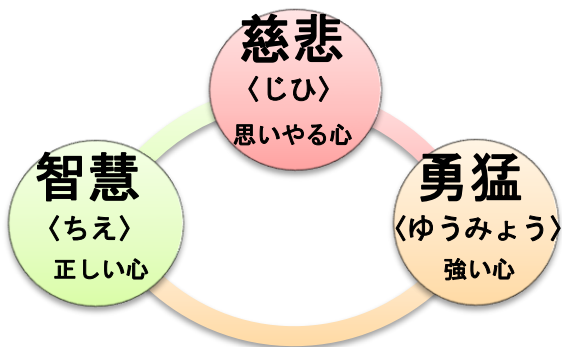 慈悲
〈じひ〉
思いやる心
智慧
〈ちえ〉
正しい心
勇猛
〈ゆうみょう〉
強い心